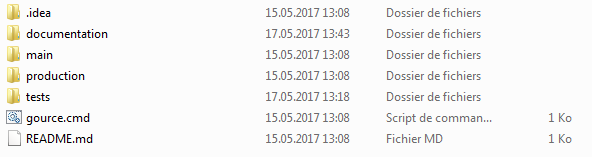 .idea 15.05.2017 13:08 Dossier de fichiers
documentation 17.05.2017 13:43 Dossier de fichiers
main 15.05.2017 13:08 Dossier de fichiers
production 15.05.2017 13:08 Dossier de fichiers
tests 17.05.2017 13:18 Dossier de fichiers
gource.cmd 15.05.2017 13:08 Script de comman... 1 Ko
README.md 15.05.2017 13:08 Fichier MD 1 Ko